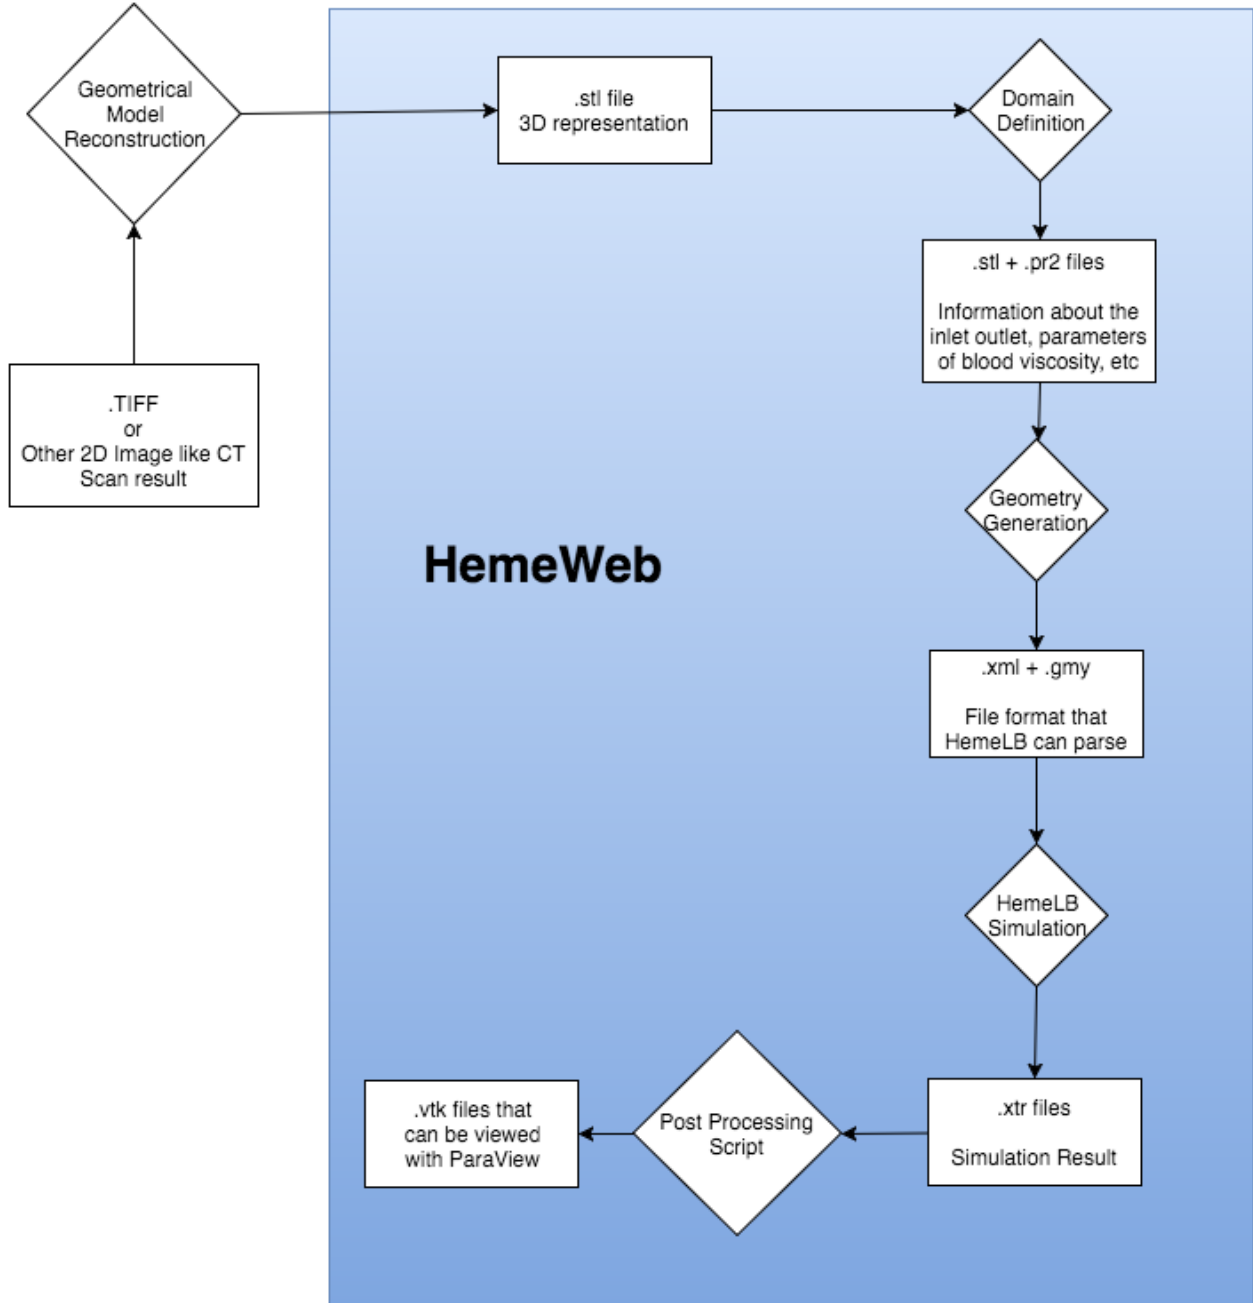 Geometrical
Model
Reconstruction
.stl file
3D representation
Domain
Definition
.stl + .pr2 files
Information about the
inlet outlet, parameters
of blood viscosity, etc
.TIFF
or
Other 2D Image like CT
Scan result
Geometry
Generation
HemeWeb
.xml + .gmy
File format that
HemeLB can parse
HemeLB
Simulation
.xtr files
Simulation Result
Post Processing
Script
.vtk files that
can be viewed
with ParaView